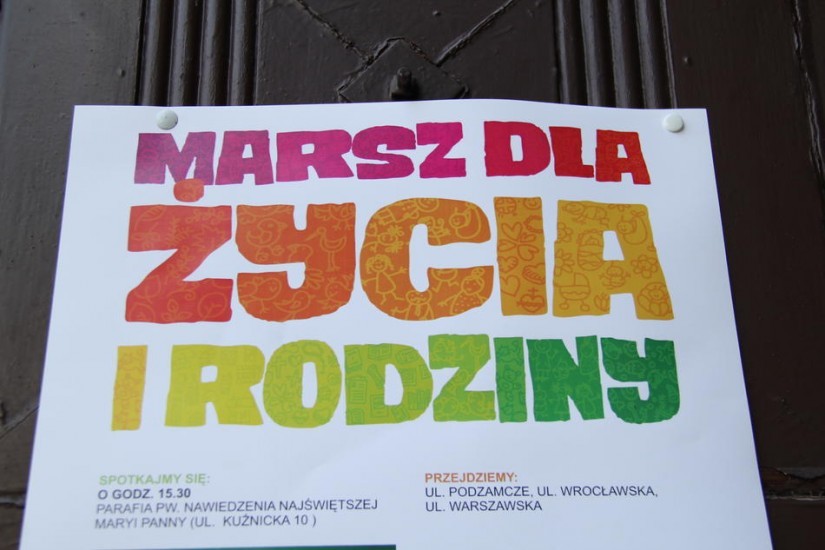 MARSZ DLA
ŻYCIA
I RODZINY
SPOTKAJMY SIĘ:
O GODZ. 15.30
PARAFIA PW. NAWIEDZENIA NAJŚWIĘTSZEJ
MARYI PANNY (UL. KUŹNICKA 10 )
PRZEJDZIEMY:
UL. PODZAMCZE, UL. WROCŁAWSKA,
UL. WARSZAWSKA